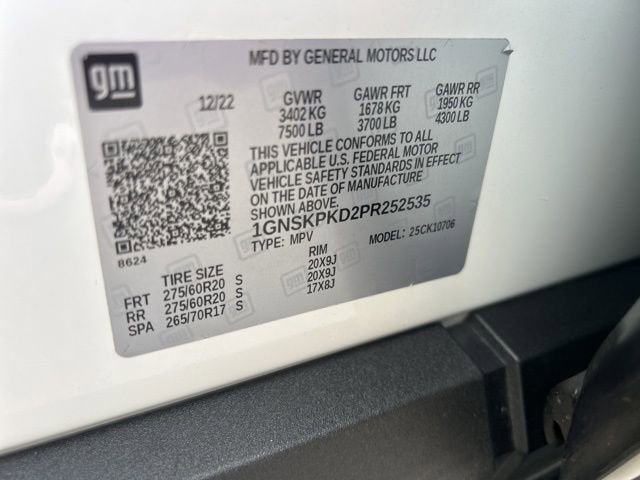 gm
MFD BY GENERAL MOTORS LLC
12/22 GVWR GAWR FRT GAWR RR
3402 KG 1678 KG 1950 KG
7500 LB 3700 LB 4300 LB
THIS VEHICLE CONFORMS TO ALL
APPLICABLE U.S. FEDERAL MOTOR
VEHICLE SAFETY STANDARDS IN EFFECT
ON THE DATE OF MANUFACTURE
SHOWN ABOVE.
1GNSKPKD2PR252535
TYPE: MPV MODEL: 25CK10706
8624
TIRE SIZE RIM
FRT 275/60R20 S 20X9J
RR 275/60R20 S 20X9J
SPA 265/70R17 S 17X8J